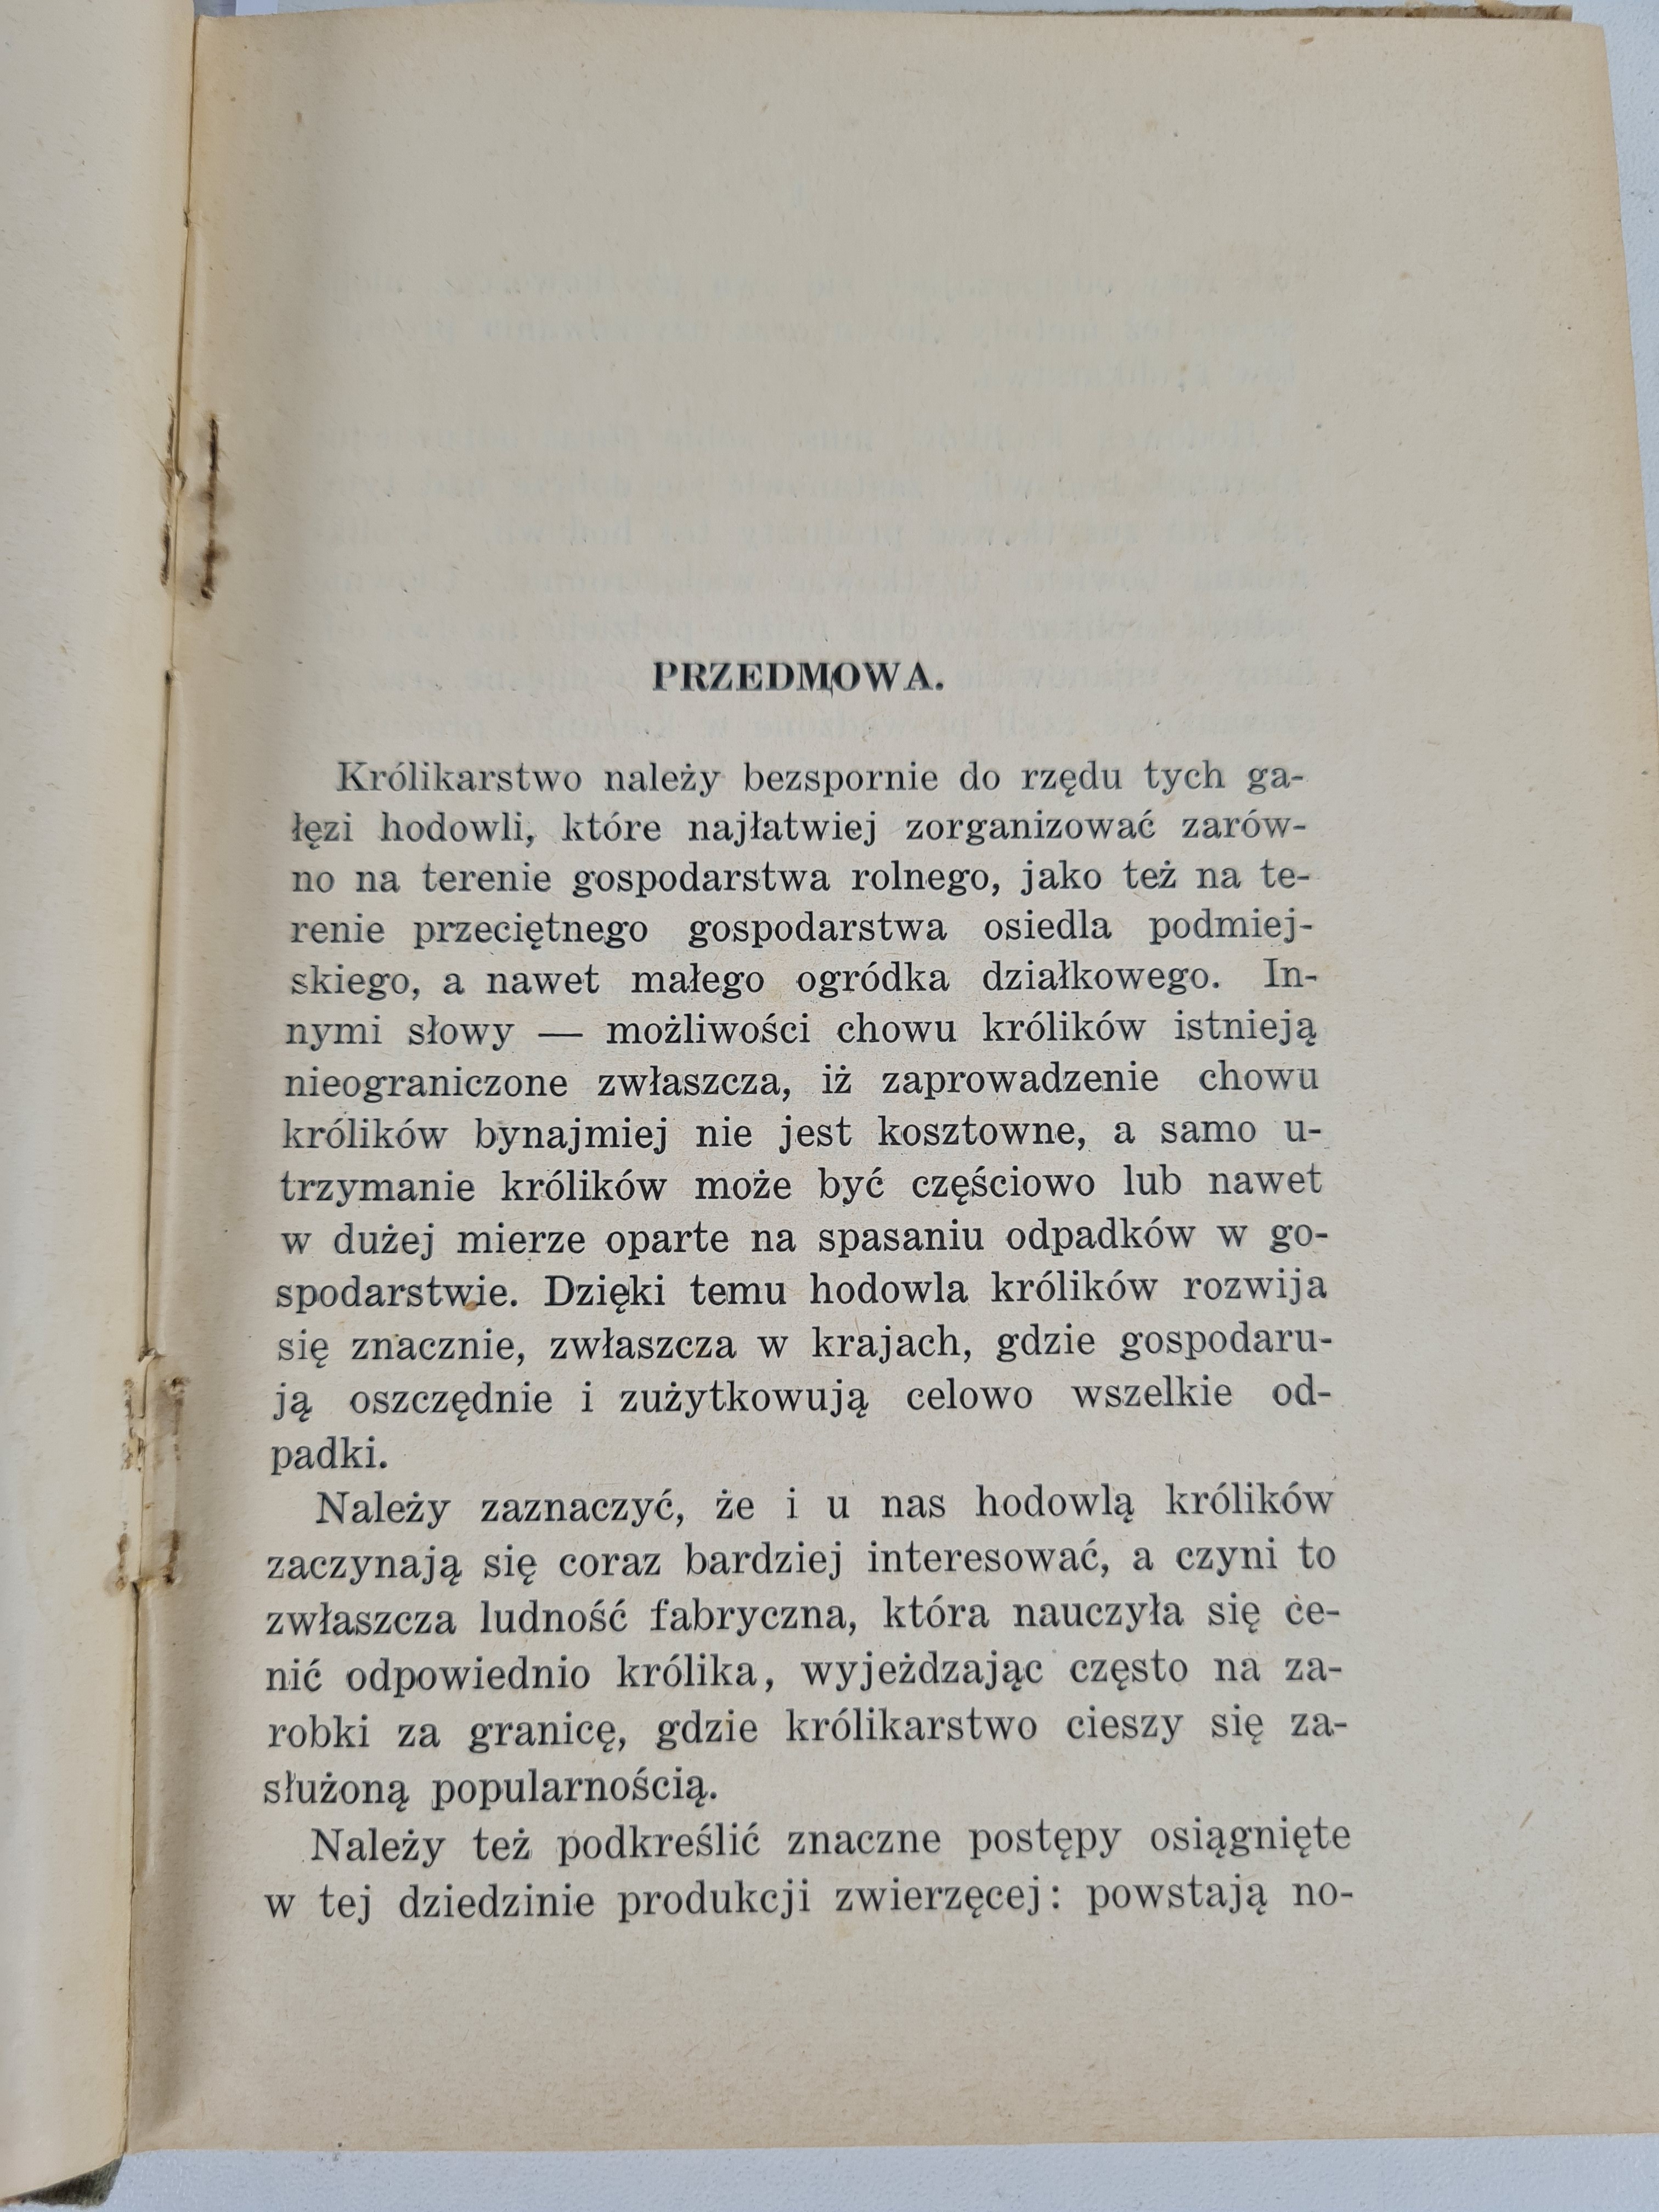 PRZEDMOWA.
Królikarstwo należy bezspornie do rzędu tych ga-
łęzi hodowli, które najłatwiej zorganizować zarów-
no na terenie gospodarstwa rolnego, jako też na te-
renie przeciętnego gospodarstwa osiedla podmiej-
skiego, a nawet małego ogródka działkowego. In-
nymi słowy — możliwości chowu królików istnieją
nieograniczone zwłaszcza, iż zaprowadzenie chowu
królików bynajmiej nie jest kosztowne, a samo u-
trzymanie królików może być częściowo lub nawet
w dużej mierze oparte na spasaniu odpadków w go-
spodarstwie. Dzięki temu hodowla królików rozwija
się znacznie, zwłaszcza w krajach, gdzie gospodaru-
ją oszczędnie i zużytkowują celowo wszelkie od-
padki.
Należy zaznaczyć, że i u nas hodowlą królików
zaczynają się coraz bardziej interesować, a czyni to
zwłaszcza ludność fabryczna, która nauczyła się ce-
nić odpowiednio królika, wyjeżdzając często na za-
robki za granicę, gdzie królikarstwo cieszy się za-
służoną popularnością.
Należy też podkreślić znaczne postępy osiągnięte
w tej dziedzinie produkcji zwierzęcej: powstają no-